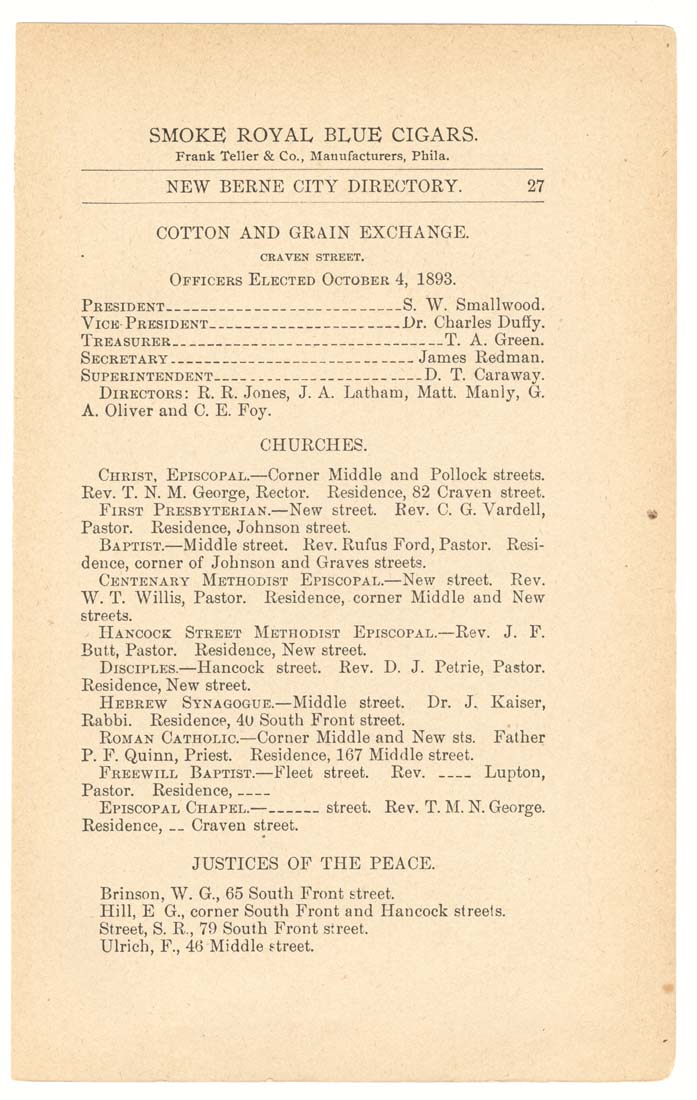 SMOKE ROYAL BLUE CIGARS.
Frank Teller & Co., Manufacturers, Phila.
NEW BERNE CITY DIRECTORY. 27
COTTON AND GRAIN EXCHANGE.
CRAVEN STREET.
OFFICERS ELECTED OCTOBER 4, 1893.
PRESIDENT---------------------------S. W. Smallwood.
VICE-PRESIDENT----------------------Dr. Charles Duffy.
TREASURER-------------------------------T. A. Green.
SECRETARY---------------------------- James Redman.
SUPERINTENDENT------------------------D. T. Caraway.
DIRECTORS: R. R. Jones, J. A. Latham, Matt. Manly, G.
A. Oliver and C. E. Foy.
CHURCHES.
CHRIST, EPISCOPAL.—Corner Middle and Pollock streets.
Rev. T. N. M. George, Rector. Residence, 82 Craven street.
FIRST PRESBYTERIAN.—New street. Rev. C. G. Vardell,
Pastor. Residence, Johnson street.
BAPTIST.—Middle street. Rev. Rufus Ford, Pastor. Resi-
dence, corner of Johnson and Graves streets.
CENTENARY METHODIST EPISCOPAL.—New street. Rev.
W. T. Willis, Pastor. Residence, corner Middle and New
streets.
HANCOCK STREET METHODIST EPISCOPAL.—Rev. J. F.
Butt, Pastor. Residence, New street.
DISCIPLES.—Hancock street. Rev. D. J. Petrie, Pastor.
Residence, New street.
HEBREW SYNAGOGUE.—Middle street. Dr. J. Kaiser,
Rabbi. Residence, 40 South Front street.
ROMAN CATHOLIC.—Corner Middle and New sts. Father
P. F. Quinn, Priest. Residence, 167 Middle street.
FREEWILL BAPTIST.—Fleet street. Rev. ---- Lupton,
Pastor. Residence, ----
EPISCOPAL CHAPEL.—------ street. Rev. T. M. N. George.
Residence, -- Craven street.
JUSTICES OF THE PEACE.
Brinson, W. G., 65 South Front street.
Hill, E G., corner South Front and Hancock streets.
Street, S. R., 79 South Front street.
Ulrich, F., 46 Middle street.